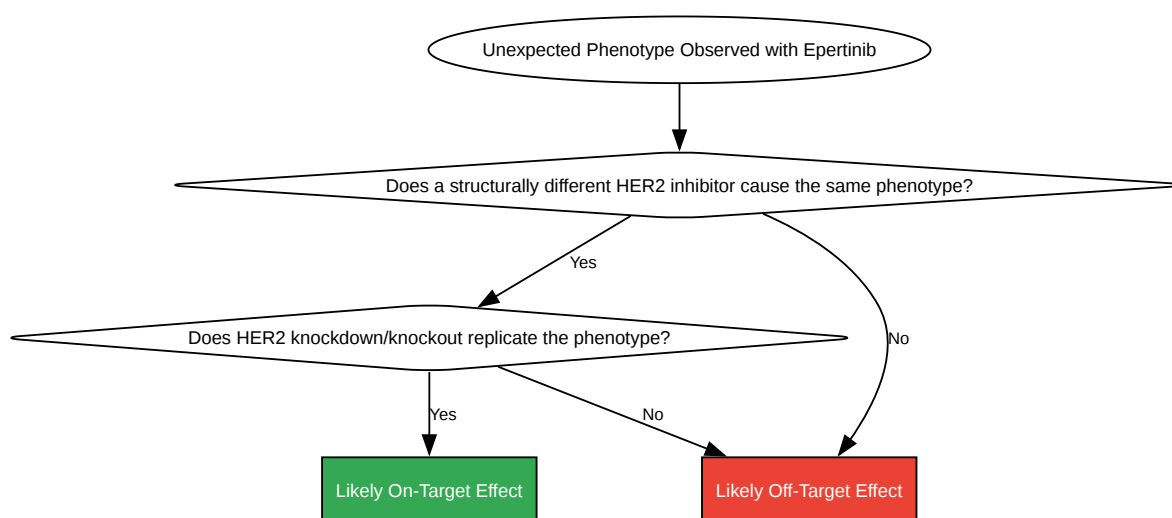 Unexpected Phenotype Observed with Epertinib
Does a structurally different HER2 inhibitor cause the same phenotype?
Yes
Does HER2 knockdown/knockout replicate the phenotype?
No
Yes
No
Likely On-Target Effect
Likely Off-Target Effect